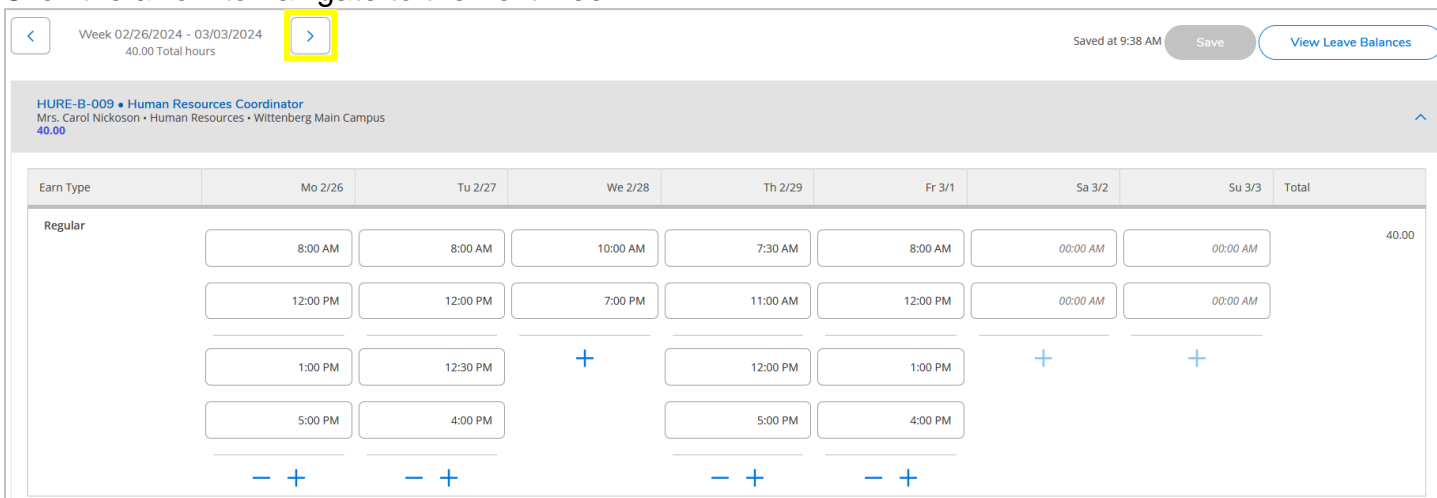 Week 02/26/2024 - 03/03/2024
40.00 Total hours
Saved at 9:38 AM
Save
View Leave Balances
HURE-B-009 • Human Resources Coordinator
Mrs. Carol Nickoson • Human Resources • Wittenberg Main Campus
40.00
Earn Type Mo 2/26 Tu 2/27 We 2/28 Th 2/29 Fr 3/1 Sa 3/2 Su 3/3 Total
Regular
8:00 AM 8:00 AM 10:00 AM 7:30 AM 8:00 AM 00:00 AM 00:00 AM 40.00
12:00 PM 12:00 PM 7:00 PM 11:00 AM 12:00 PM 00:00 AM 00:00 AM
1:00 PM 12:30 PM 12:00 PM 1:00 PM
5:00 PM 4:00 PM 5:00 PM 4:00 PM